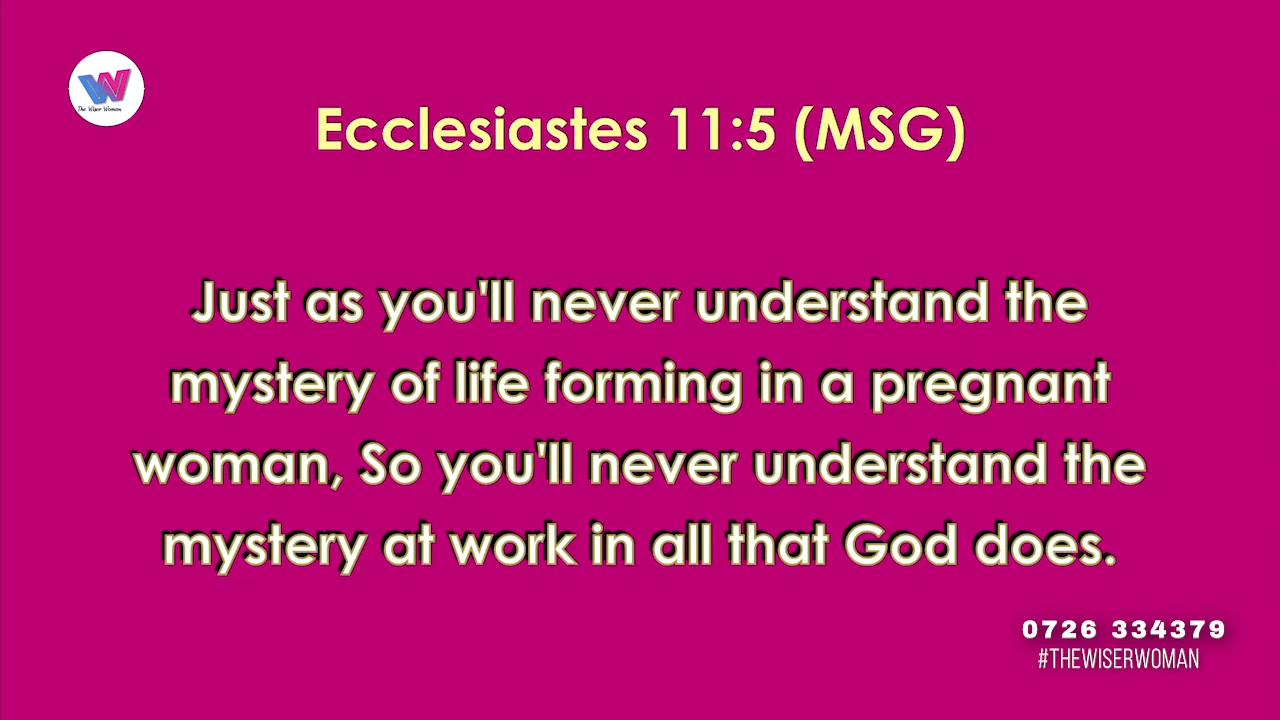 W
The Wiser Woman
Ecclesiastes 11:5 (MSG)
Just as you'll never understand the
mystery of life forming in a pregnant
woman, So you'll never understand the
mystery at work in all that God does.
0726 334379
#THEWISERWOMAN